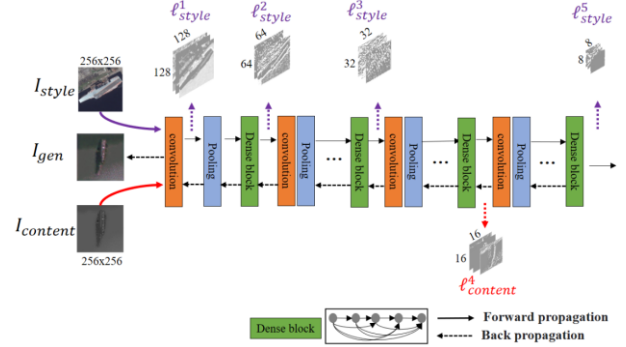 ℓ¹style
ℓ²style
ℓ³style
ℓ⁵style
128
128
64
64
32
32
8
8
256x256
I_style
I_gen
I_content
256x256
convolution
Pooling
Dense block
convolution
Pooling
...
Dense block
convolution
Pooling
...
Dense block
convolution
Pooling
...
Dense block
16
16
ℓ⁴content
Dense block
Forward propagation
Back propagation